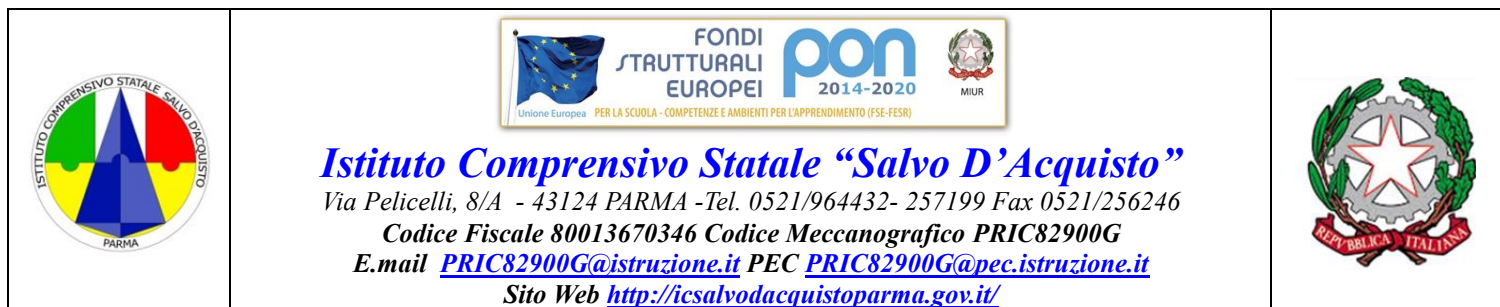 ISTITUTO COMPRENSIVO STATALE SALVO D'ACQUISTO
PARMA
FONDI
STRUTTURALI
EUROPEI
pon
2014-2020
MIUR
Unione Europea
PER LA SCUOLA - COMPETENZE E AMBIENTI PER L'APPRENDIMENTO (FSE-FESR)
Istituto Comprensivo Statale “Salvo D’Acquisto”
Via Pelicelli, 8/A - 43124 PARMA -Tel. 0521/964432- 257199 Fax 0521/256246
Codice Fiscale 80013670346 Codice Meccanografico PRIC82900G
E.mail PRIC82900G@istruzione.it PEC PRIC82900G@pec.istruzione.it
Sito Web http://icsalvodacquistoparma.gov.it/
REPVBBLICA ITALIANA